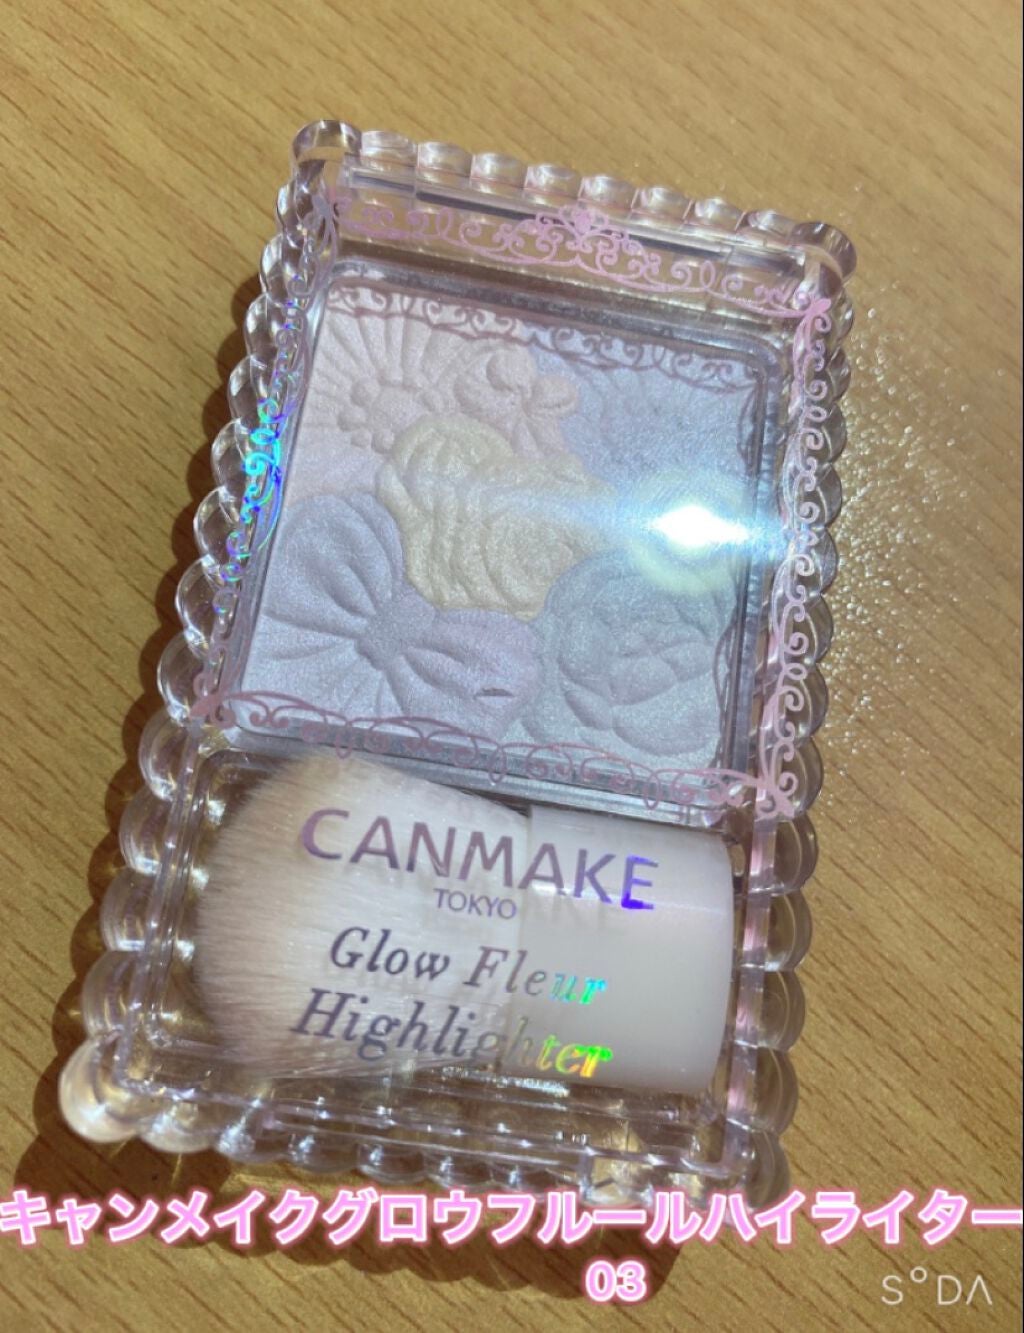 CANMAKE
TOKYO
Glow Fleur
Highlighter
キャンメイクグロウフルールハイライター
03
SODA